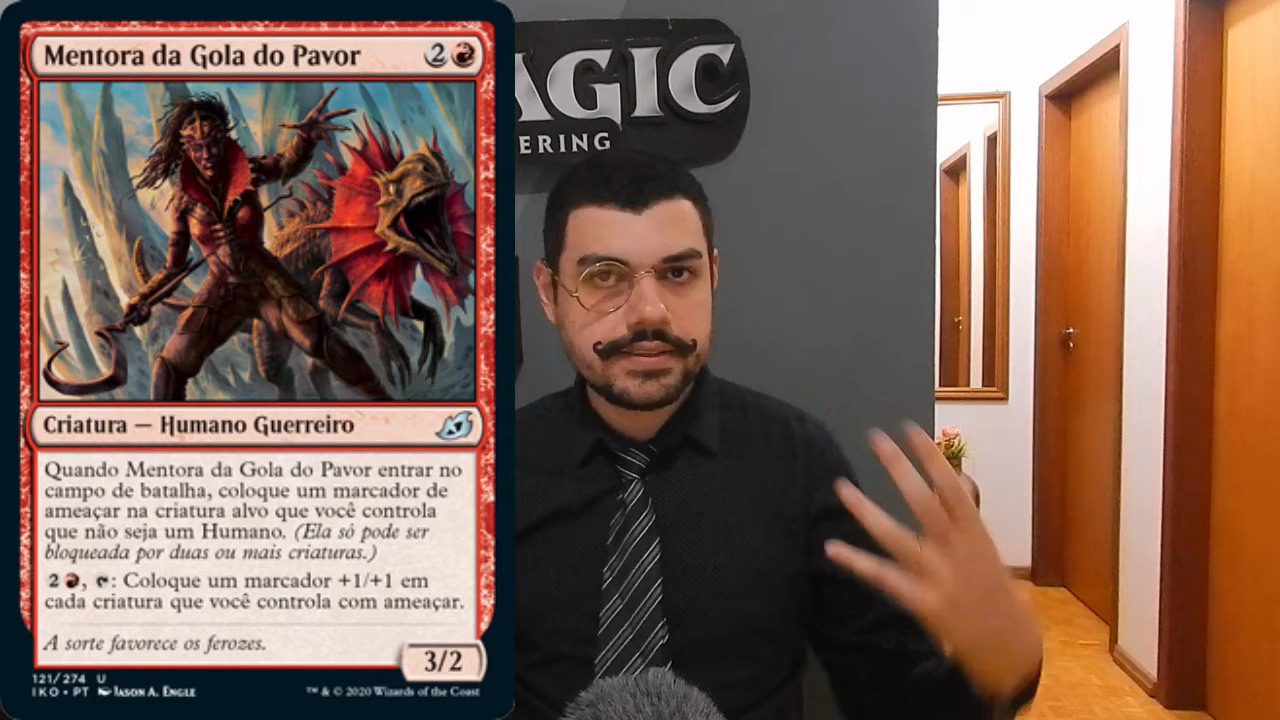 Mentora da Gola do Pavor 2
AGIC
ERING
Criatura — Humano Guerreiro
Quando Mentora da Gola do Pavor entrar no
campo de batalha, coloque um marcador de
ameaçar na criatura alvo que você controla
que não seja um Humano. (Ela só pode ser
bloqueada por duas ou mais criaturas.)
2 , : Coloque um marcador +1/+1 em
cada criatura que você controla com ameaçar.
A sorte favorece os ferozes.
3/2
121/274 U
IKO • PT Jason A. Engle
™ & © 2020 Wizards of the Coast